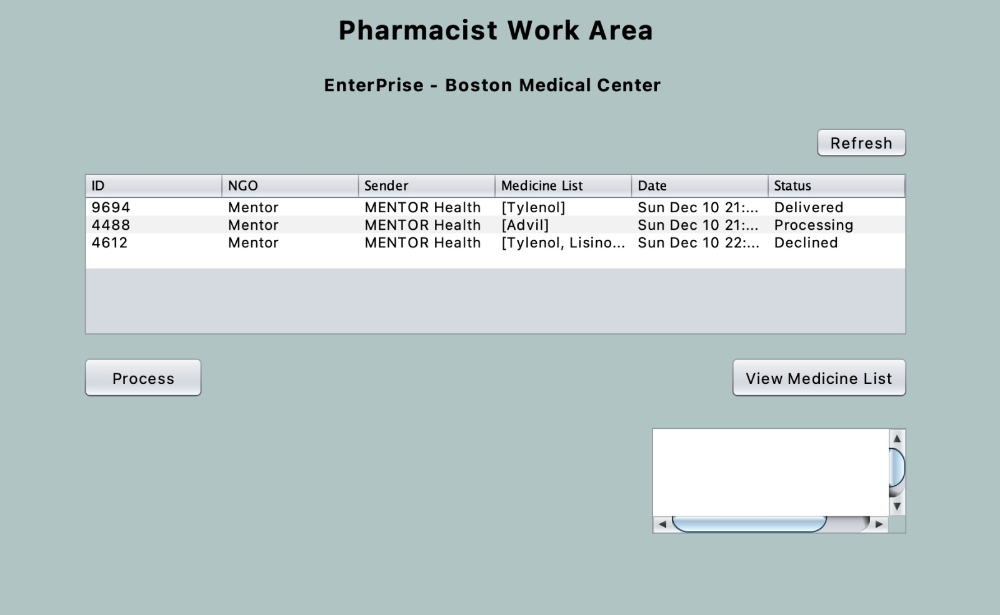 Pharmacist Work Area
EnterPrise - Boston Medical Center
Refresh
ID NGO Sender Medicine List Date Status
9694 Mentor MENTOR Health [Tylenol] Sun Dec 10 21:... Delivered
4488 Mentor MENTOR Health [Advil] Sun Dec 10 21:... Processing
4612 Mentor MENTOR Health [Tylenol, Lisino... Sun Dec 10 22:... Declined
Process View Medicine List